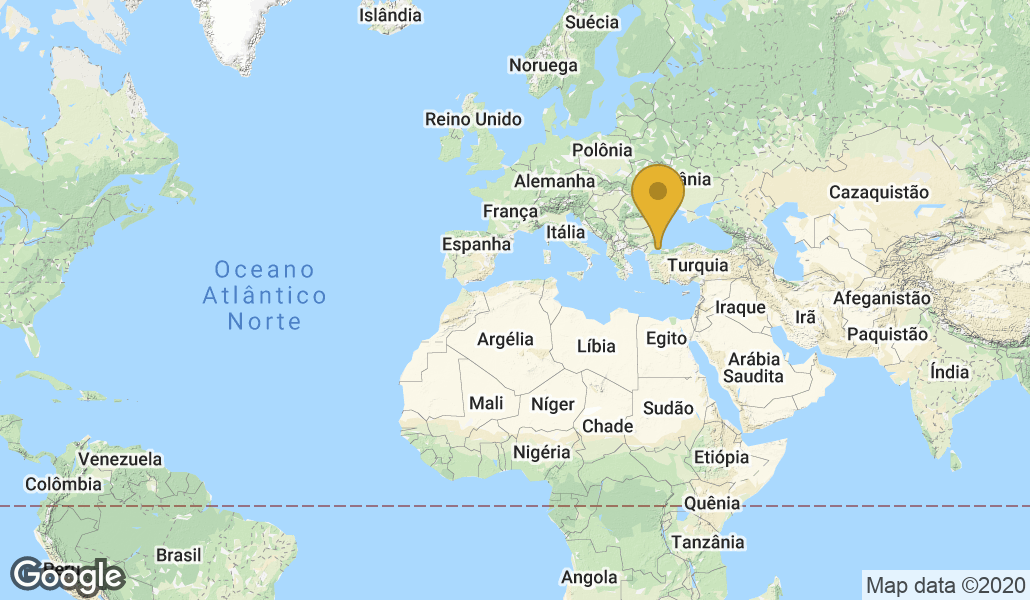 Islândia
Suécia
Noruega
Reino Unido
Polônia
Alemanha
ânia
Cazaquistão
França
Itália
Espanha
Turquia
Oceano
Atlântico
Norte
Afeganistão
Iraque
Irã
Paquistão
Argélia
Líbia
Egito
Arábia
Saudita
Índia
Mali
Níger
Sudão
Chade
Nigéria
Etiópia
Venezuela
Colômbia
Quênia
Tanzânia
Brasil
Peru
Angola
Google
Map data ©2020